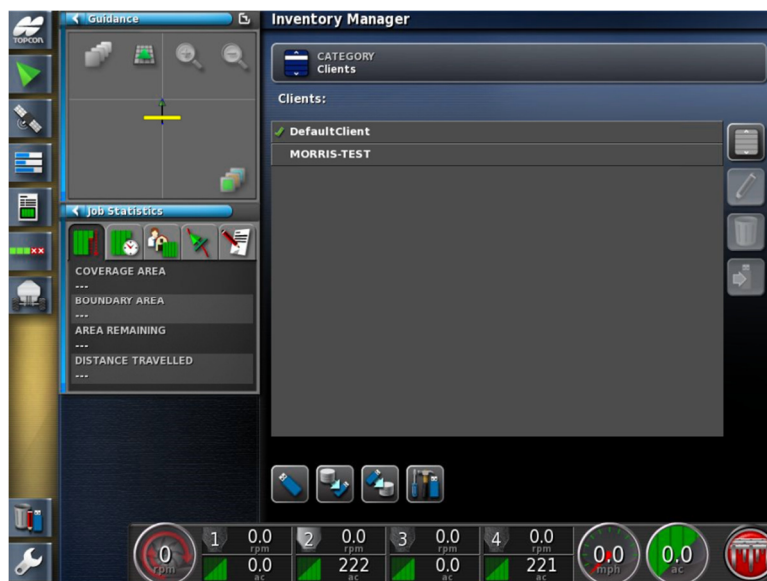 TOPCON
Guidance
Inventory Manager
CATEGORY
Clients
Clients:
DefaultClient
MORRIS-TEST
Job Statistics
COVERAGE AREA
---
BOUNDARY AREA
---
AREA REMAINING
---
DISTANCE TRAVELLED
---
0
rpm
1 0.0
rpm
0.0
ac
2 0.0
rpm
222
ac
3 0.0
rpm
0.0
ac
4 0.0
rpm
221
ac
0.0
mph
0.0
ac